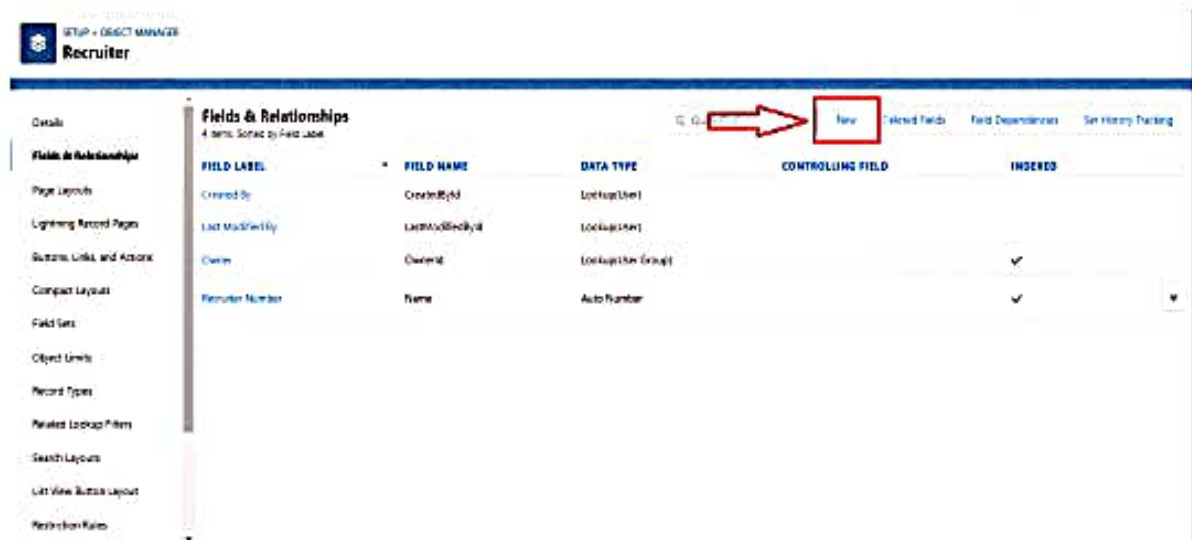 SETUP > OBJECT MANAGER
Recruiter
Details
Fields & Relationships
Page Layouts
Lightning Record Pages
Buttons, Links, and Actions
Compact Layouts
Field Sets
Object Limits
Record Types
Related Lookup Filters
Search Layouts
List View Button Layout
Restriction Rules
Fields & Relationships
4 Items, Sorted by Field Label
New
Deleted Fields
Field Dependencies
Set History Tracking
FIELD LABEL FIELD NAME DATA TYPE CONTROLLING FIELD INDEXED
Created By CreatedById Lookup(User)
Last Modified By LastModifiedById Lookup(User)
Owner OwnerId Lookup(User,Group)
Recruiter Number Name Auto Number